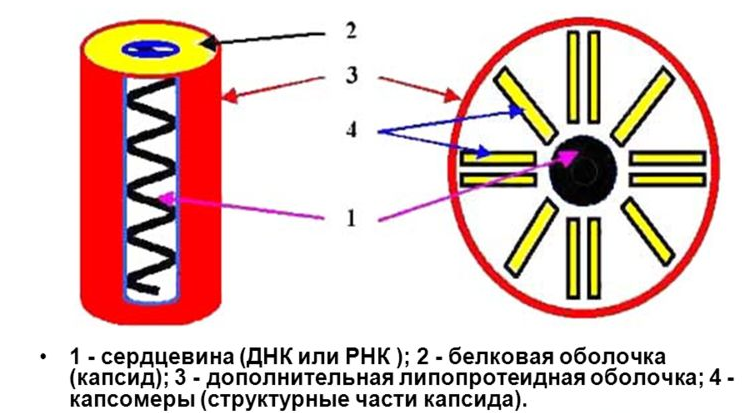 2
3
4
1
• 1 - сердцевина (ДНК или РНК ); 2 - белковая оболочка
(капсид); 3 - дополнительная липопротеидная оболочка; 4 -
капсомеры (структурные части капсида).